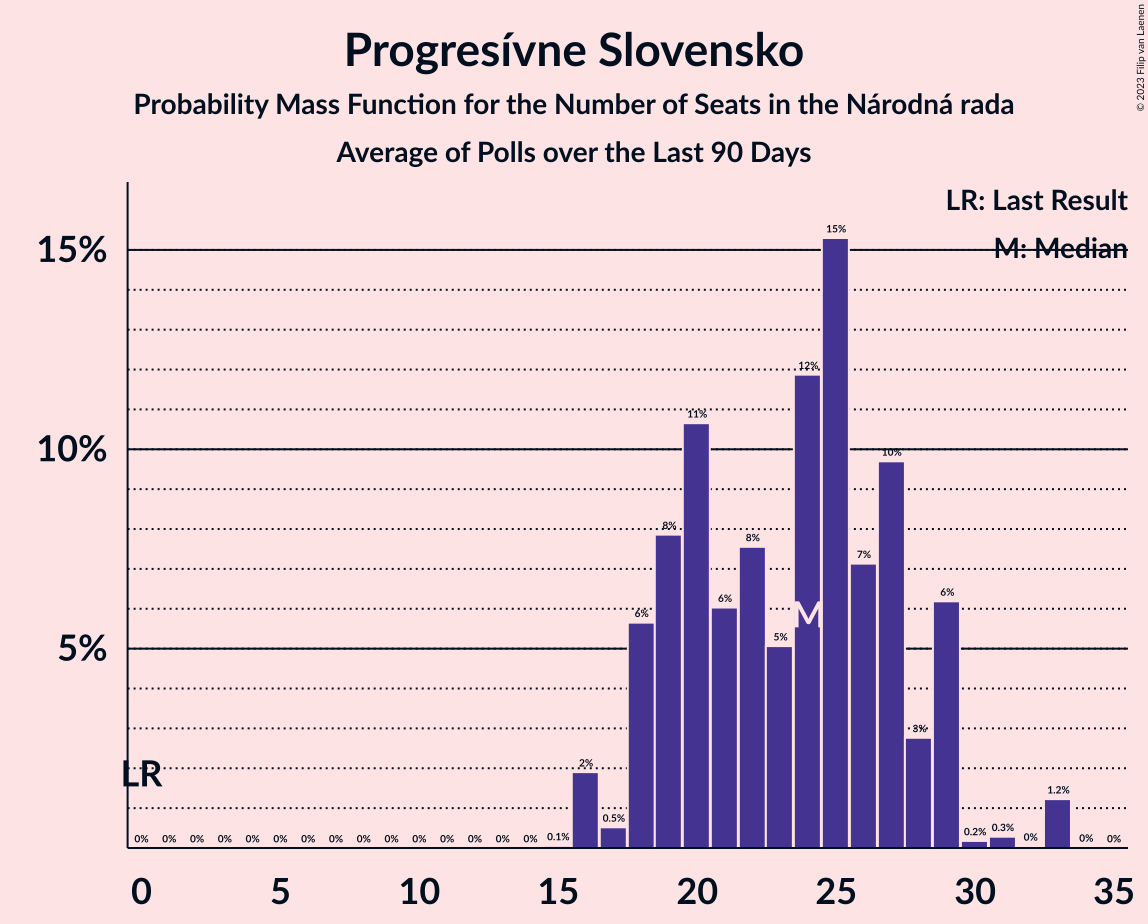 Progresívne Slovensko
Probability Mass Function for the Number of Seats in the Národná rada
Average of Polls over the Last 90 Days
© 2023 Filip van Laenen
LR: Last Result
M: Median
15%
10%
5%
LR
M
0% 0% 0% 0% 0% 0% 0% 0% 0% 0% 0% 0% 0% 0% 0% 0.1% 2% 0.5% 6% 8% 11% 6% 8% 5% 12% 15% 7% 10% 3% 6% 0.2% 0.3% 0% 1.2% 0% 0%
0 5 10 15 20 25 30 35